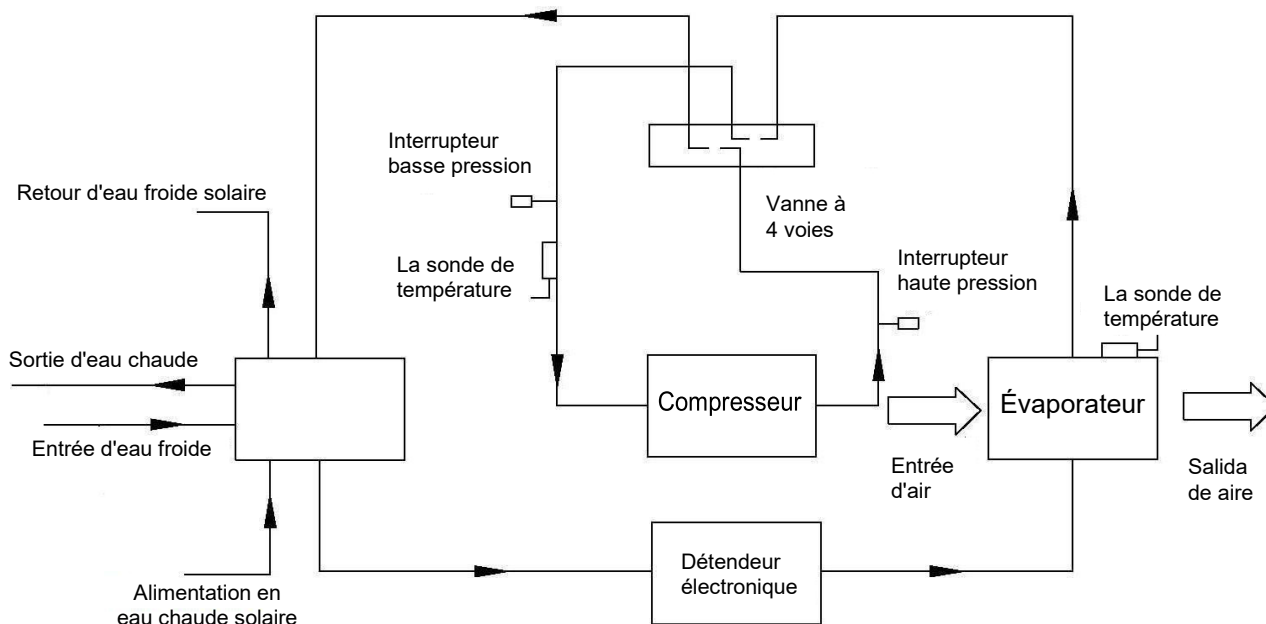 Interrupteur
basse pression
Retour d'eau froide solaire
Vanne à
4 voies
La sonde de
température
Interrupteur
haute pression
La sonde de
température
Sortie d'eau chaude
Compresseur
Évaporateur
Entrée d'eau froide
Entrée
d'air
Salida
de aire
Détendeur
électronique
Alimentation en
eau chaude solaire